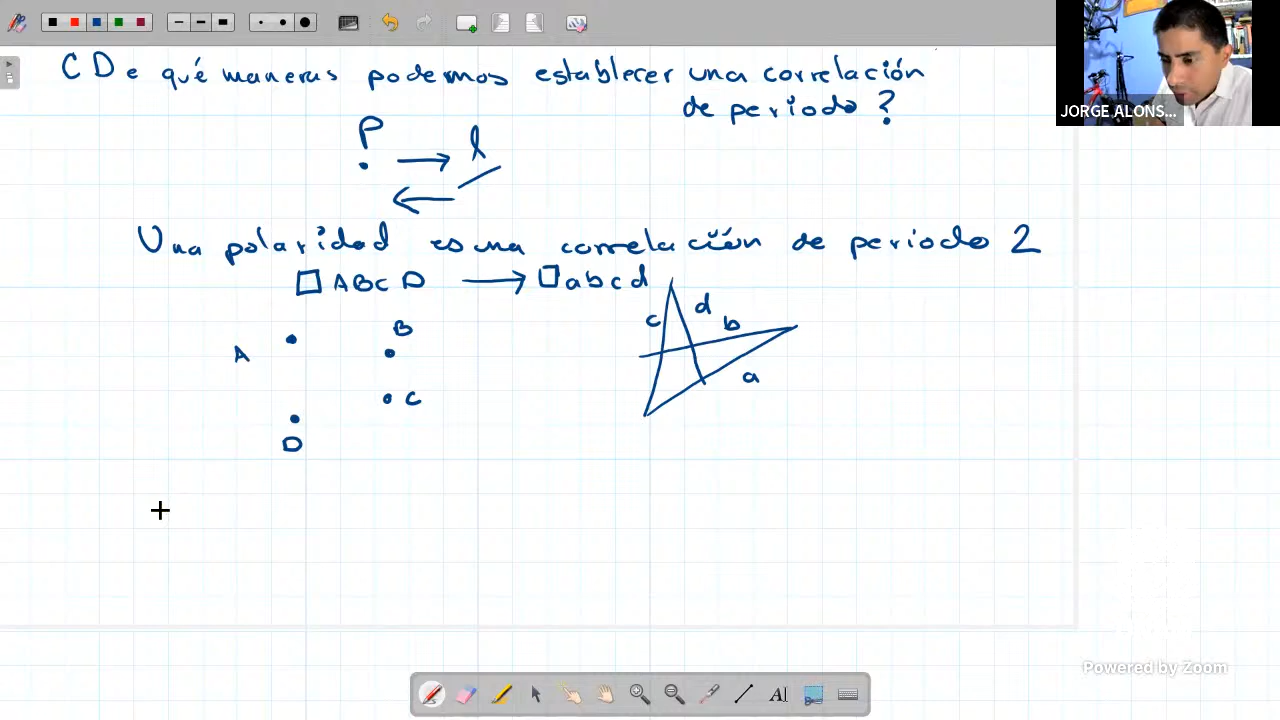 C De qué maneras podemos establecer una correlación
de periodo?
P
l
Una polaridad es una correlación de periodo 2
□ABCD → □abcd
A
B
C
D
c
d
b
a
JORGE ALONS...
AI
Powered by Zoom